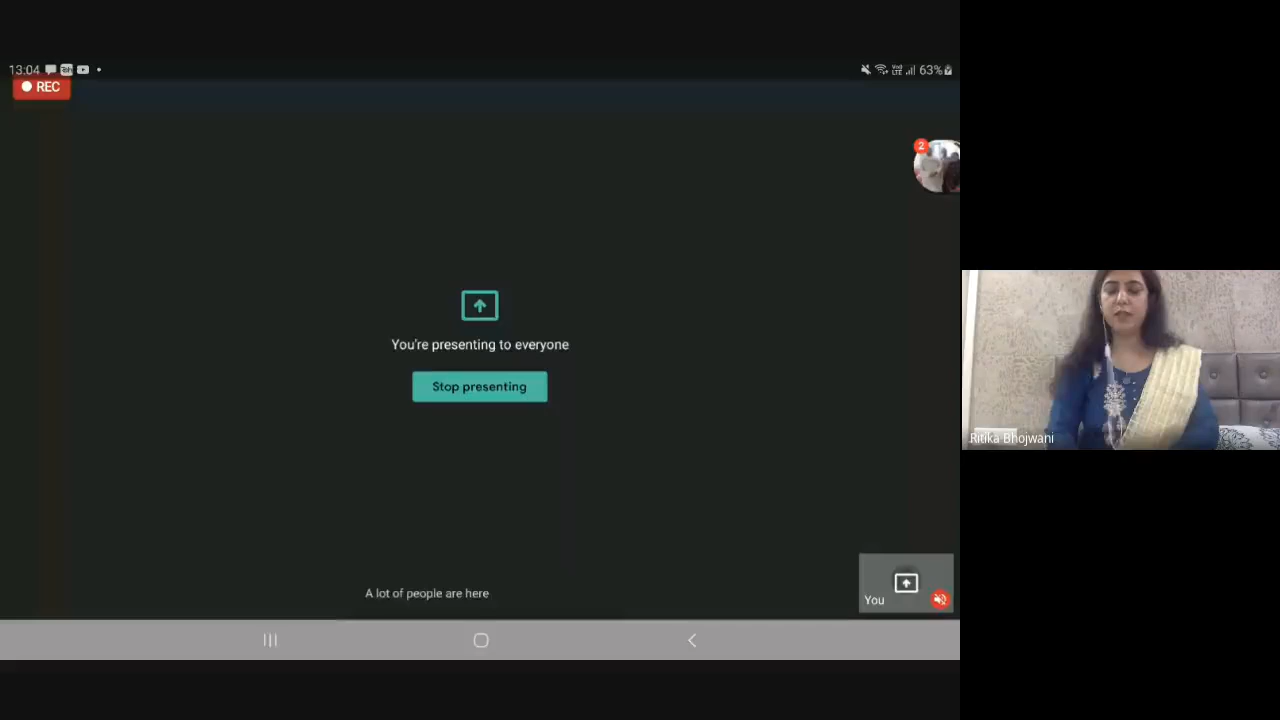 13:04
63%
REC
2
You're presenting to everyone
Stop presenting
A lot of people are here
You
Ritika Bhojwani